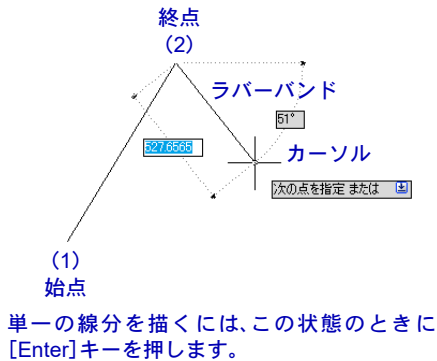 終点
(2)
ラバーバンド
51°
527.6565
カーソル
次の点を指定 または
(1)
始点
単一の線分を描くには、この状態のときに
[Enter]キーを押します。